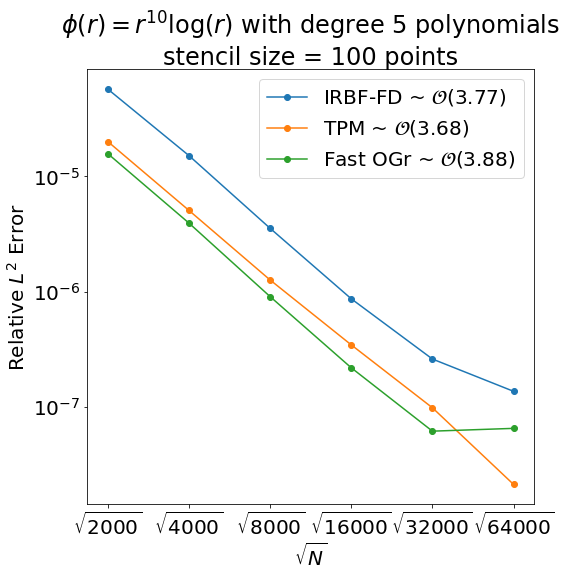 ϕ(r) = r¹⁰log(r) with degree 5 polynomials
stencil size = 100 points
IRBF-FD ~ 𝒪(3.77)
TPM ~ 𝒪(3.68)
Fast OGr ~ 𝒪(3.88)
Relative L² Error
10⁻⁵
10⁻⁶
10⁻⁷
√2000 √4000 √8000 √16000 √32000 √64000
√N